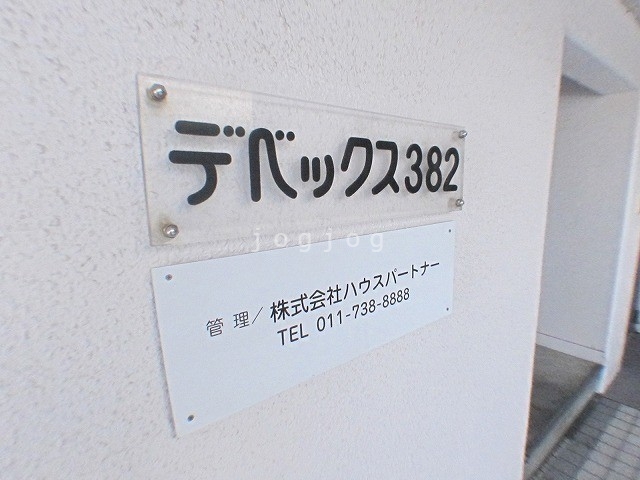 デベックス382
jogjog
管 理/株式会社ハウスパートナー
TEL 011-738-8888